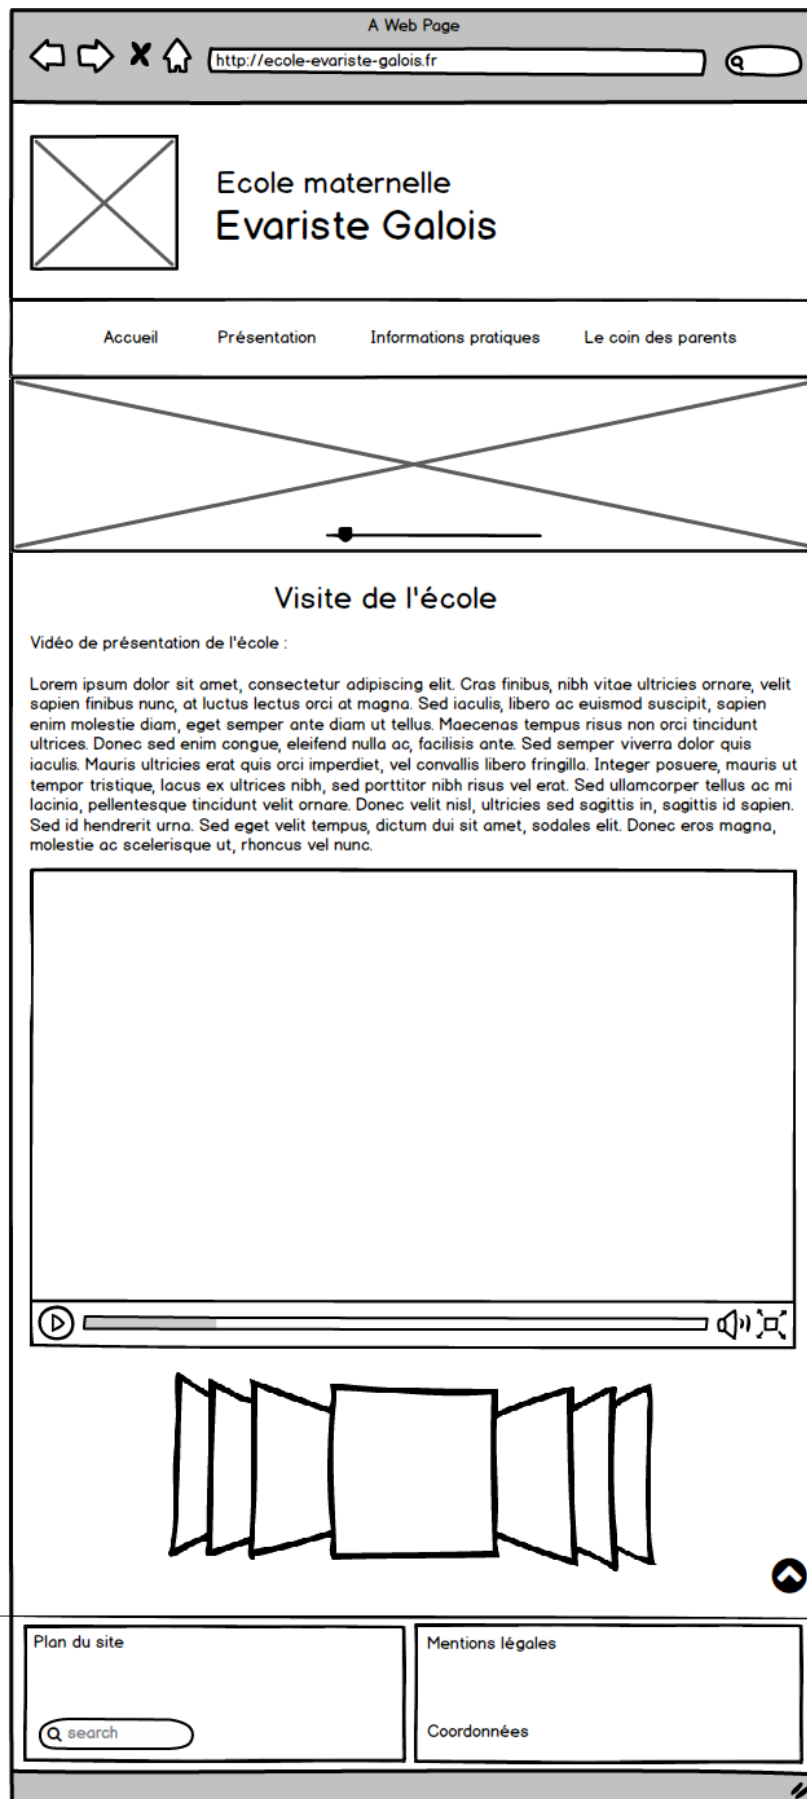 A Web Page
http://ecole-evariste-galois.fr
Ecole maternelle
Evariste Galois
Accueil Présentation Informations pratiques Le coin des parents
Visite de l'école
Vidéo de présentation de l'école :
Lorem ipsum dolor sit amet, consectetur adipiscing elit. Cras finibus, nibh vitae ultricies ornare, velit
sapien finibus nunc, at luctus lectus orci at magna. Sed iaculis, libero ac euismod suscipit, sapien
enim molestie diam, eget semper ante diam ut tellus. Maecenas tempus risus non orci tincidunt
ultrices. Donec sed enim congue, eleifend nulla ac, facilisis ante. Sed semper viverra dolor quis
iaculis. Mauris ultricies erat quis orci imperdiet, vel convallis libero fringilla. Integer posuere, mauris ut
tempor tristique, lacus ex ultrices nibh, sed porttitor nibh risus vel erat. Sed ullamcorper tellus ac mi
lacinia, pellentesque tincidunt velit ornare. Donec velit nisl, ultricies sed sagittis in, sagittis id sapien.
Sed id hendrerit urna. Sed eget velit tempus, dictum dui sit amet, sodales elit. Donec eros magna,
molestie ac scelerisque ut, rhoncus vel nunc.
Plan du site
search
Mentions légales
Coordonnées